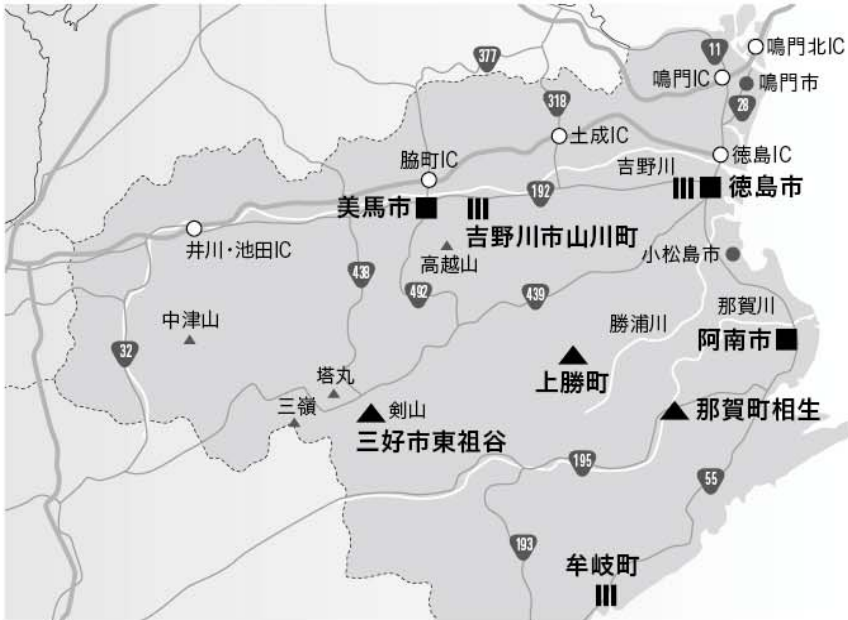 377
11
鳴門北IC
鳴門IC
鳴門市
318
28
土成IC
脇町IC
徳島IC
吉野川
192
徳島市
美馬市
吉野川市山川町
井川・池田IC
高越山
小松島市
438
492
439
那賀川
中津山
勝浦川
32
阿南市
上勝町
塔丸
三嶺
剣山
那賀町相生
三好市東祖谷
195
55
193
牟岐町